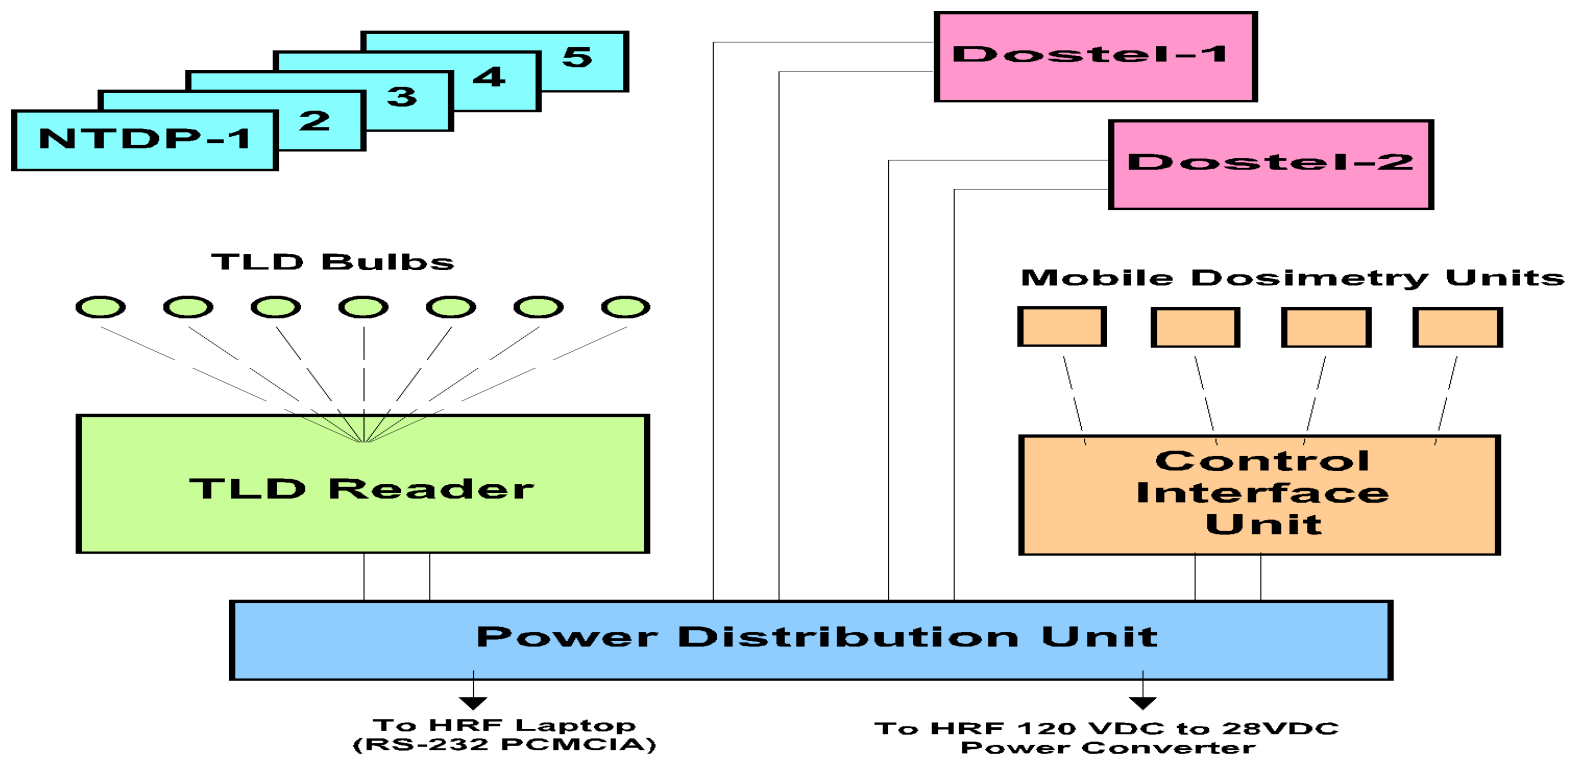 5
4
3
2
NTDP-1
Dostel-1
Dostel-2
TLD Bulbs
Mobile Dosimetry Units
TLD Reader
Control
Interface
Unit
Power Distribution Unit
To HRF Laptop
(RS-232 PCMCIA)
To HRF 120 VDC to 28VDC
Power Converter